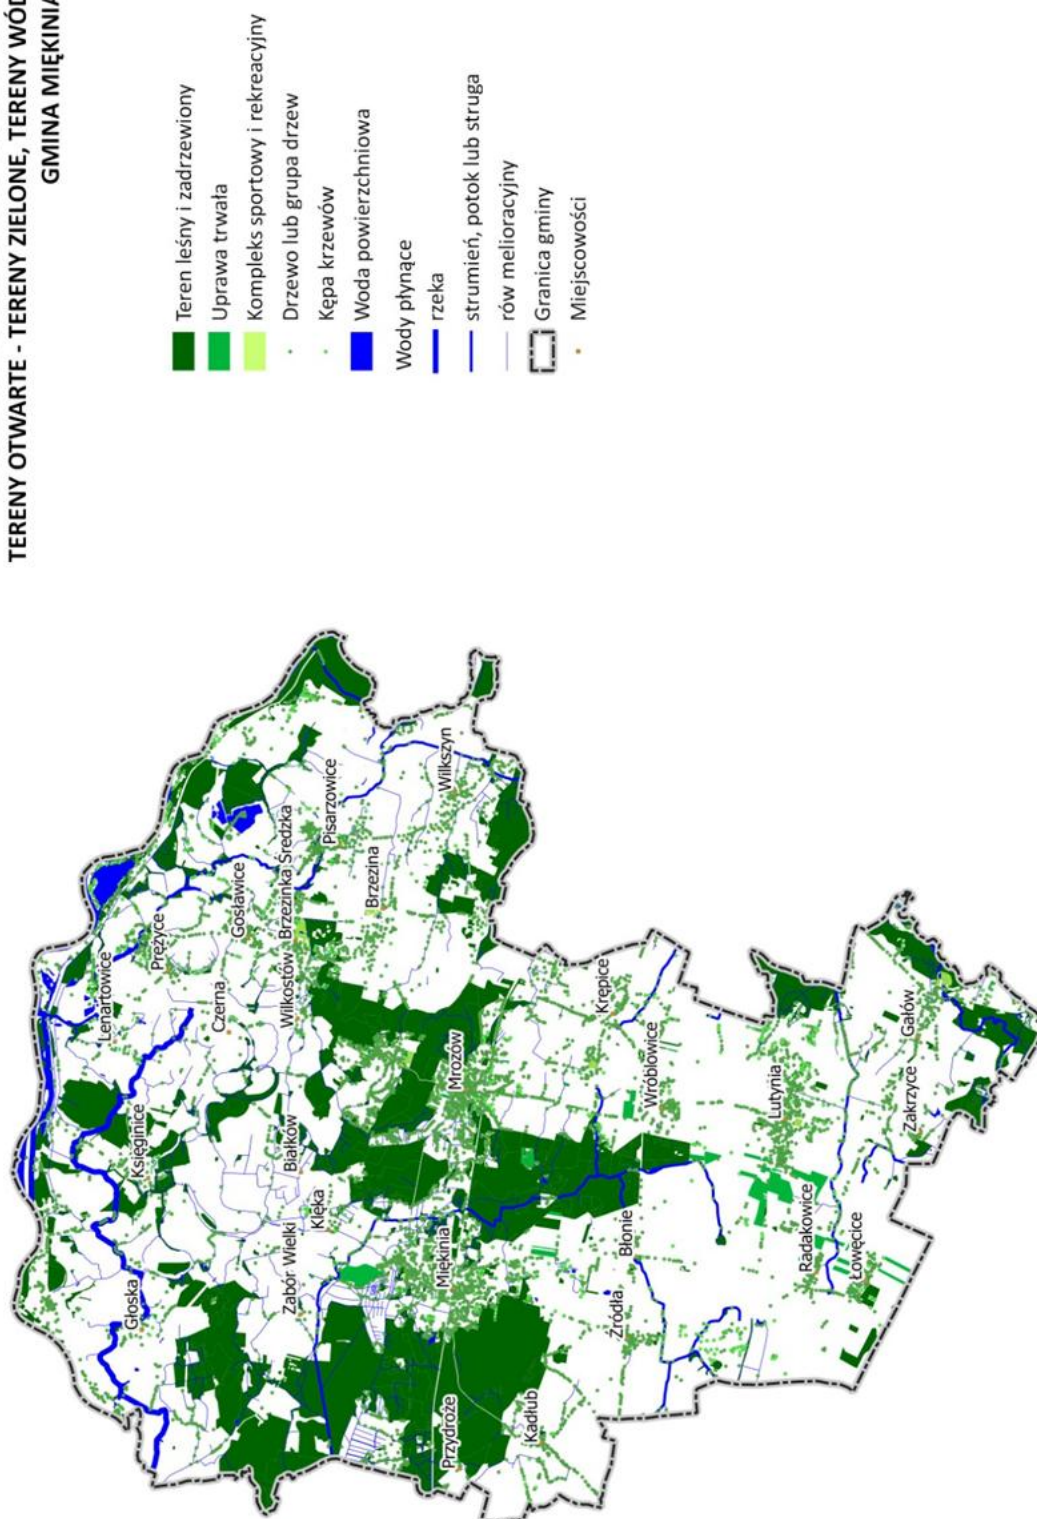 TERENY OTWARTE - TERENY ZIELONE, TERENY WÓD
GMINA MIĘKINIA
Teren leśny i zadrzewiony
Uprawa trwała
Kompleks sportowy i rekreacyjny
Drzewo lub grupa drzew
Kępa krzewów
Woda powierzchniowa
Wody płynące
rzeka
strumień, potok lub struga
rów melioracyjny
Granica gminy
Miejscowości
Lenartowice
Prężyce
Głoska
Księginice
Czerna
Gosławice
Zabór Wielki
Białków
Wilkostów
Brzezinka Średzka
Klęka
Pisarzowice
Brzezina
Przydroże
Miękinia
Mrozów
Wilkszyn
Kadłub
Krępice
Źródła
Błonie
Wróblowice
Lutynia
Radakowice
Łowęcice
Zakrzyce
Gałów